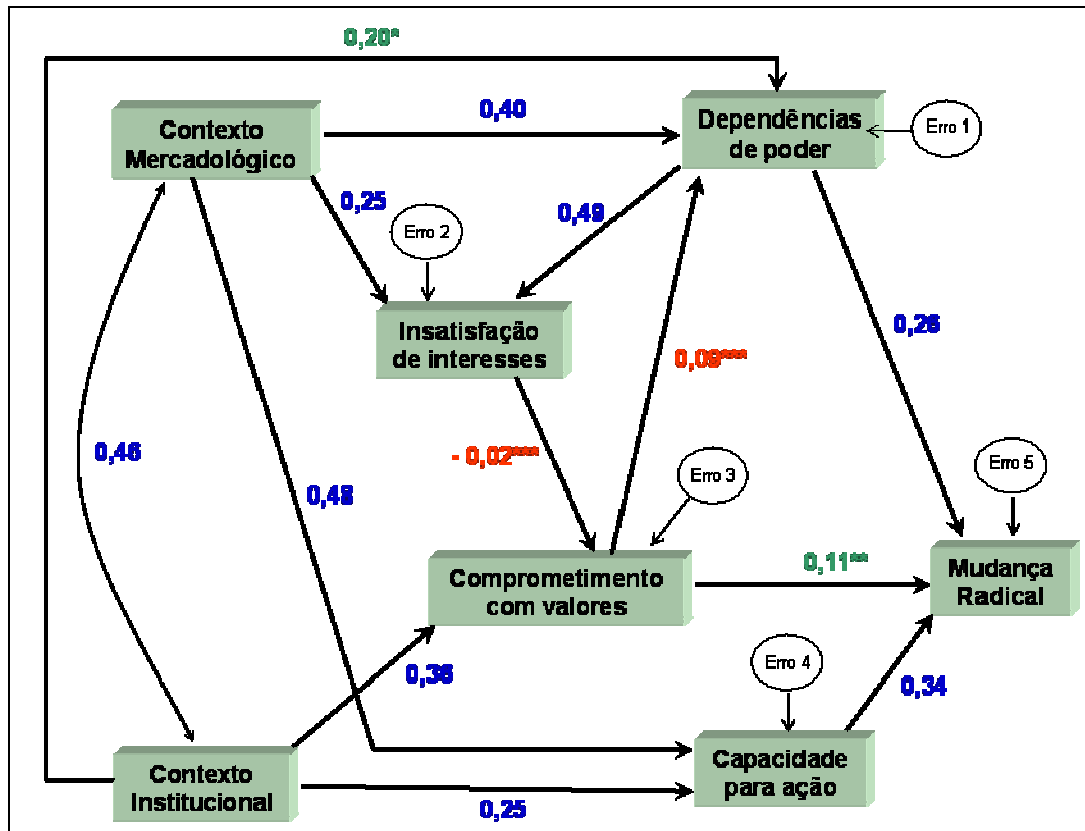 0,20*
Contexto
Mercadológico
0,40
Dependências
de poder
Erro 1
0,25
Erro 2
0,49
Insatisfação
de interesses
0,26
0,09***
0,46
- 0,02****
0,48
Erro 3
Erro 5
Comprometimento
com valores
0,11**
Mudança
Radical
0,36
Erro 4
0,34
Contexto
Institucional
0,25
Capacidade
para ação